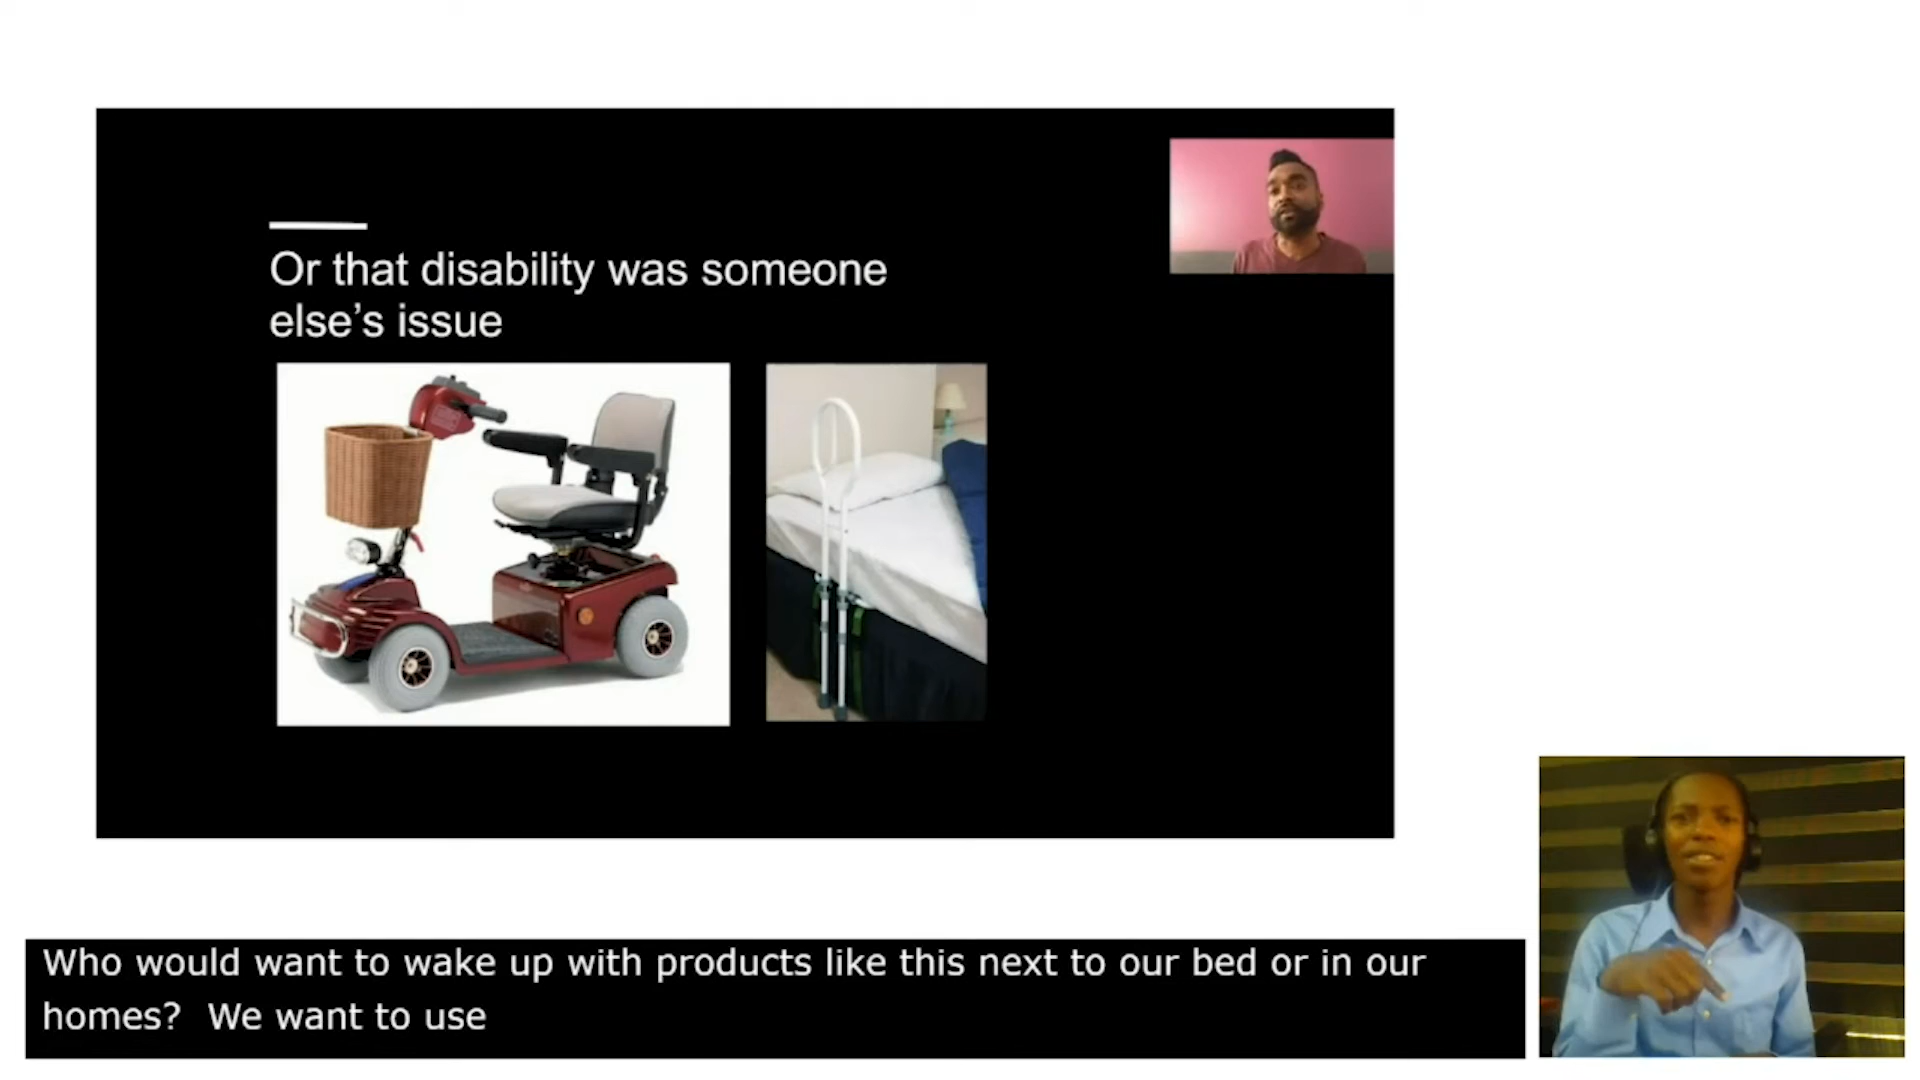 Or that disability was someone
else’s issue
Who would want to wake up with products like this next to our bed or in our
homes?  We want to use